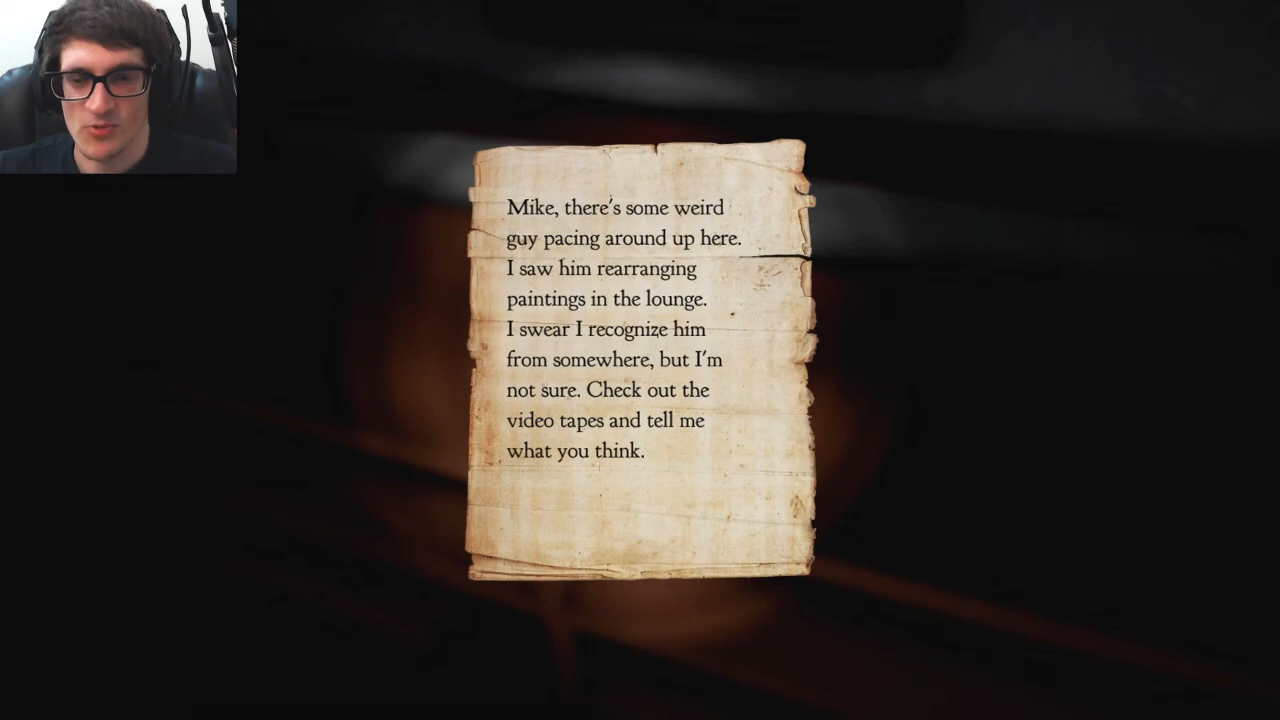 Mike, there's some weird
guy pacing around up here.
I saw him rearranging
paintings in the lounge.
I swear I recognize him
from somewhere, but I'm
not sure. Check out the
video tapes and tell me
what you think.